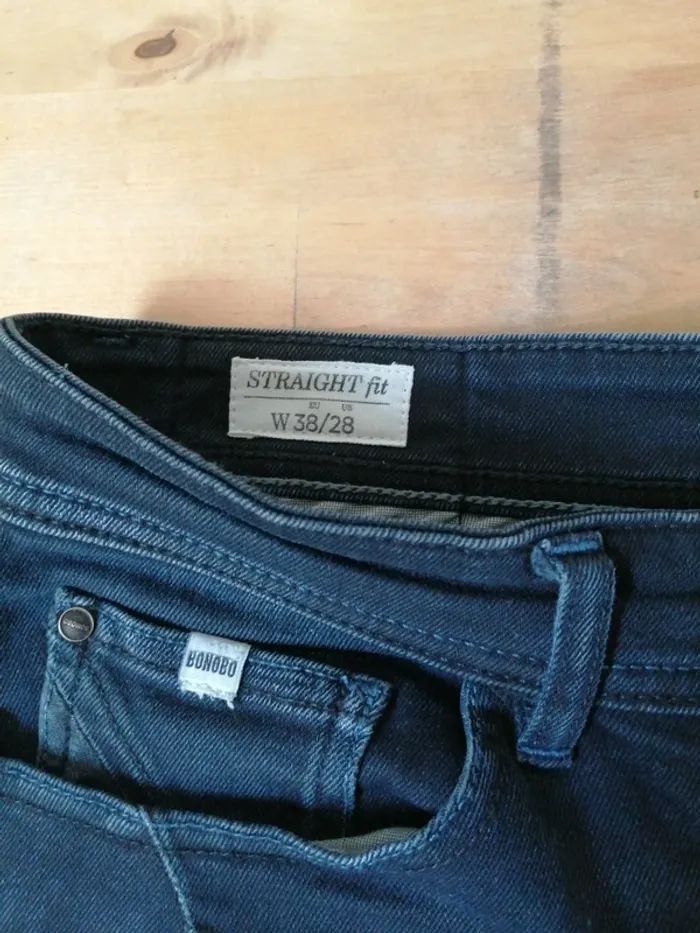 STRAIGHT fit
EU US
W 38/28
BONOBO